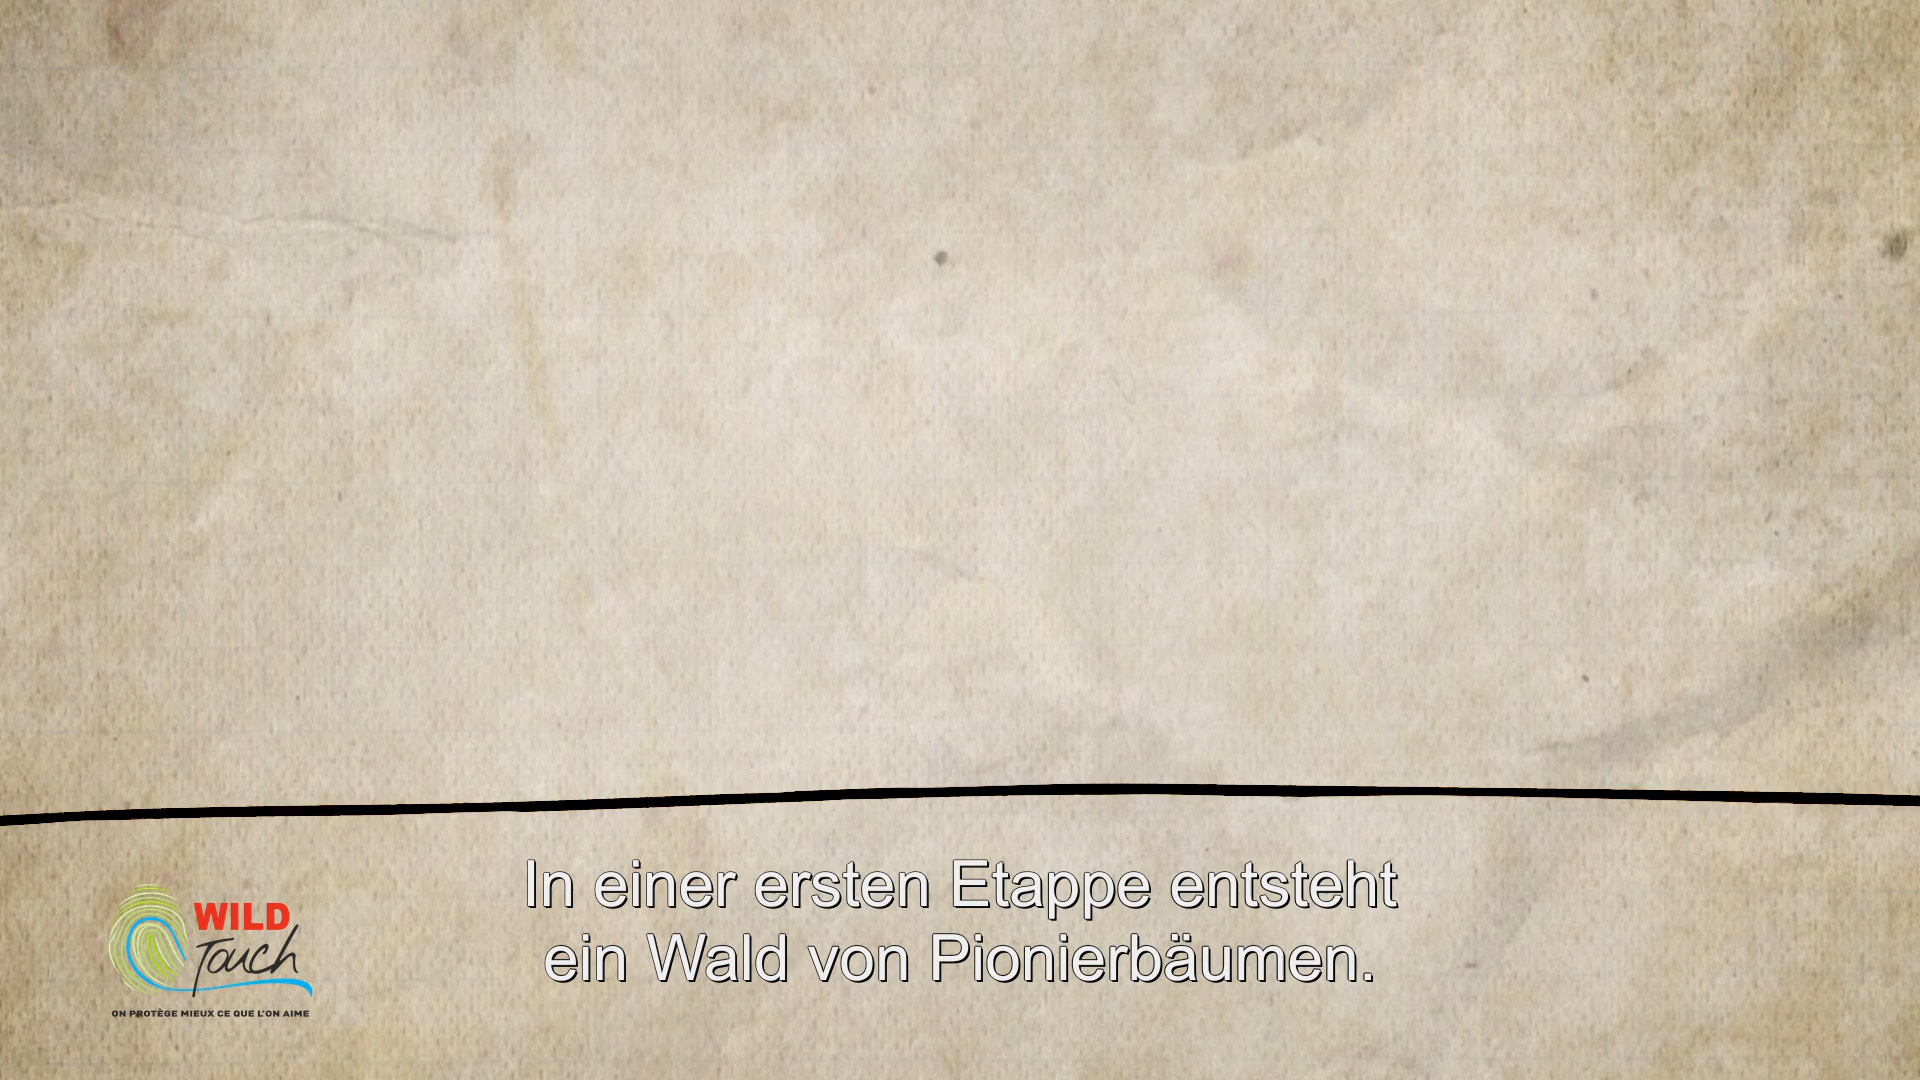 In einer ersten Etappe entsteht
ein Wald von Pionierbäumen.
WILD
Touch
ON PROTÈGE MIEUX CE QUE L'ON AIME